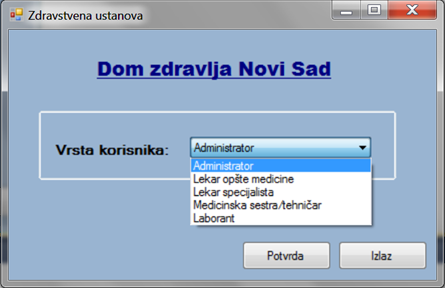 Zdravstvena ustanova
Dom zdravlja Novi Sad
Vrsta korisnika:
Administrator
Administrator
Lekar opšte medicine
Lekar specijalista
Medicinska sestra/tehničar
Laborant
Potvrda
Izlaz